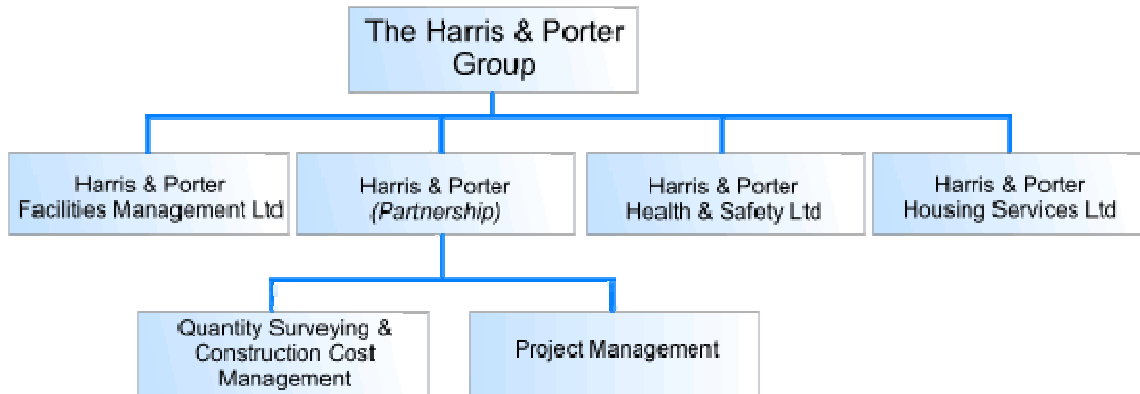 The Harris & Porter
Group
Harris & Porter
Facilities Management Ltd
Harris & Porter
(Partnership)
Harris & Porter
Health & Safety Ltd
Harris & Porter
Housing Services Ltd
Quantity Surveying &
Construction Cost
Management
Project Management